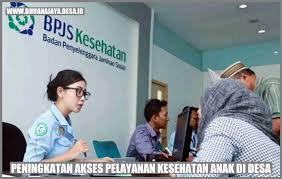 WWW.BHUANAJAYA.DESA.ID
BPJS Kesehatan
Badan Penyelenggara Jaminan Sosial
PENINGKATAN AKSES PELAYANAN KESEHATAN ANAK DI DESA